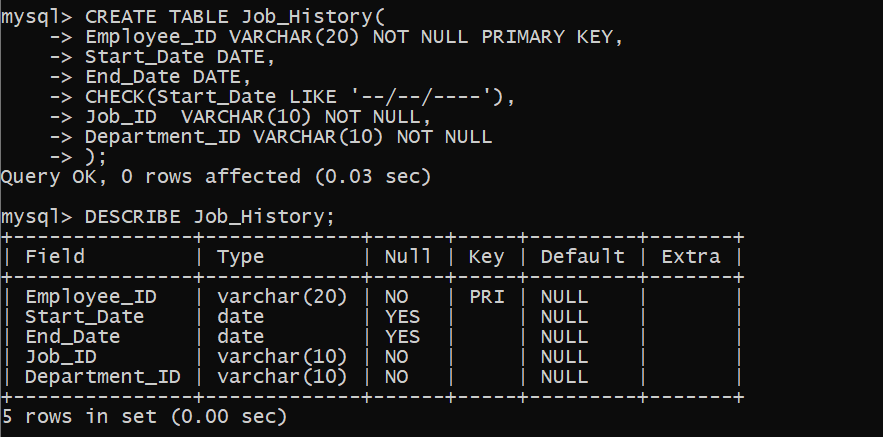 mysql> CREATE TABLE Job_History(
    -> Employee_ID VARCHAR(20) NOT NULL PRIMARY KEY,
    -> Start_Date DATE,
    -> End_Date DATE,
    -> CHECK(Start_Date LIKE '--/--/----'),
    -> Job_ID  VARCHAR(10) NOT NULL,
    -> Department_ID VARCHAR(10) NOT NULL
    -> );
Query OK, 0 rows affected (0.03 sec)

mysql> DESCRIBE Job_History;
+---------------+-------------+------+-----+---------+-------+
| Field         | Type        | Null | Key | Default | Extra |
+---------------+-------------+------+-----+---------+-------+
| Employee_ID   | varchar(20) | NO   | PRI | NULL    |       |
| Start_Date    | date        | YES  |     | NULL    |       |
| End_Date      | date        | YES  |     | NULL    |       |
| Job_ID        | varchar(10) | NO   |     | NULL    |       |
| Department_ID | varchar(10) | NO   |     | NULL    |       |
+---------------+-------------+------+-----+---------+-------+
5 rows in set (0.00 sec)